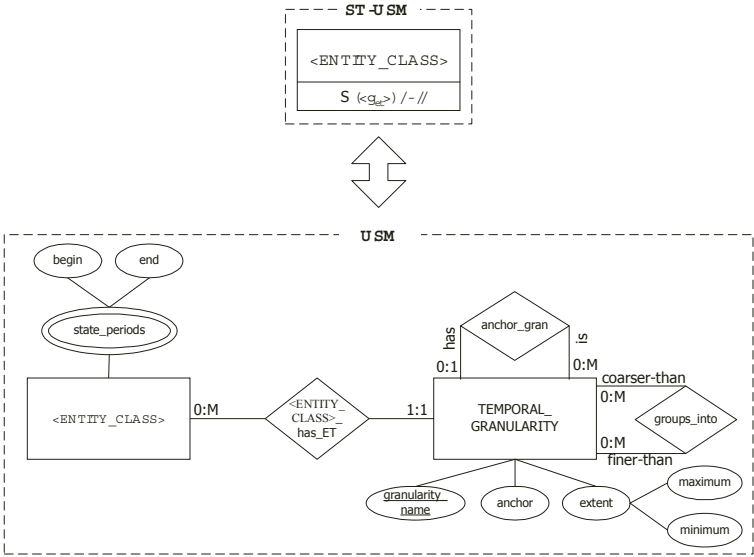 ST-USM
<ENTITY_CLASS>
S (<g_et>) / - //
USM
begin
end
state_periods
<ENTITY_CLASS>
0:M
<ENTITY_
CLASS>_
has_ET
1:1
has
anchor_gran
is
0:1
0:M
TEMPORAL_
GRANULARITY
coarser-than
0:M
groups_into
0:M
finer-than
granularity_
name
anchor
extent
maximum
minimum